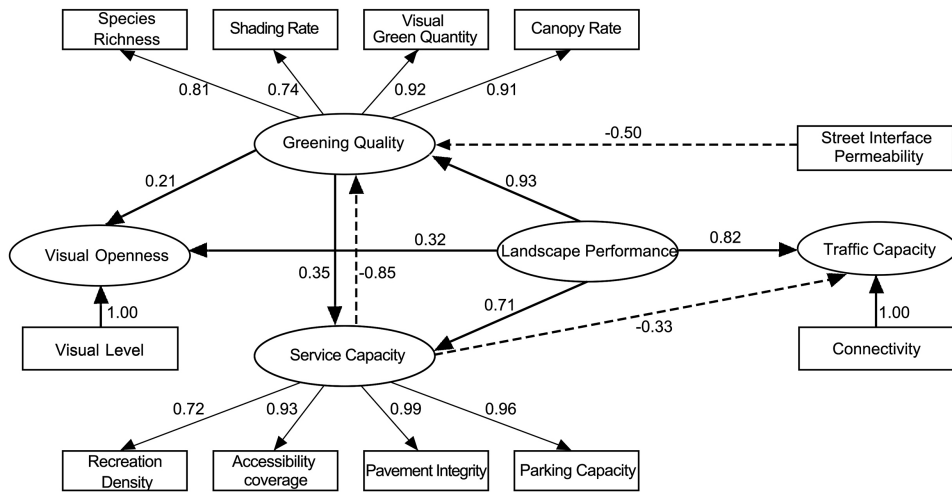 Species
Richness
Shading Rate
Visual
Green Quantity
Canopy Rate
0.81
0.74
0.92
0.91
Greening Quality
-0.50
Street Interface
Permeability
0.21
0.93
Visual Openness
0.32
Landscape Performance
0.82
Traffic Capacity
0.35
-0.85
0.71
1.00
-0.33
1.00
Visual Level
Service Capacity
Connectivity
0.72
0.93
0.99
0.96
Recreation
Density
Accessibility
coverage
Pavement Integrity
Parking Capacity